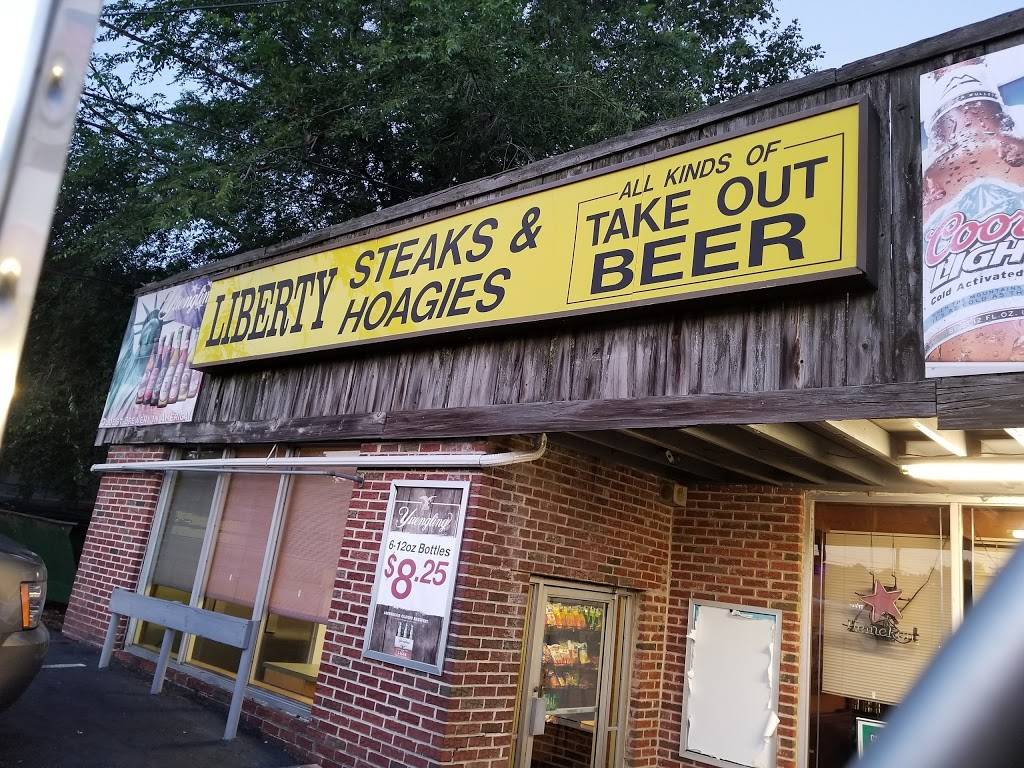 LIBERTY
STEAKS &
HOAGIES
ALL KINDS OF
TAKE OUT
BEER
Coors
LIGHT
Cold Activated
Yuengling
6-12oz Bottles
$8.25
Heineken